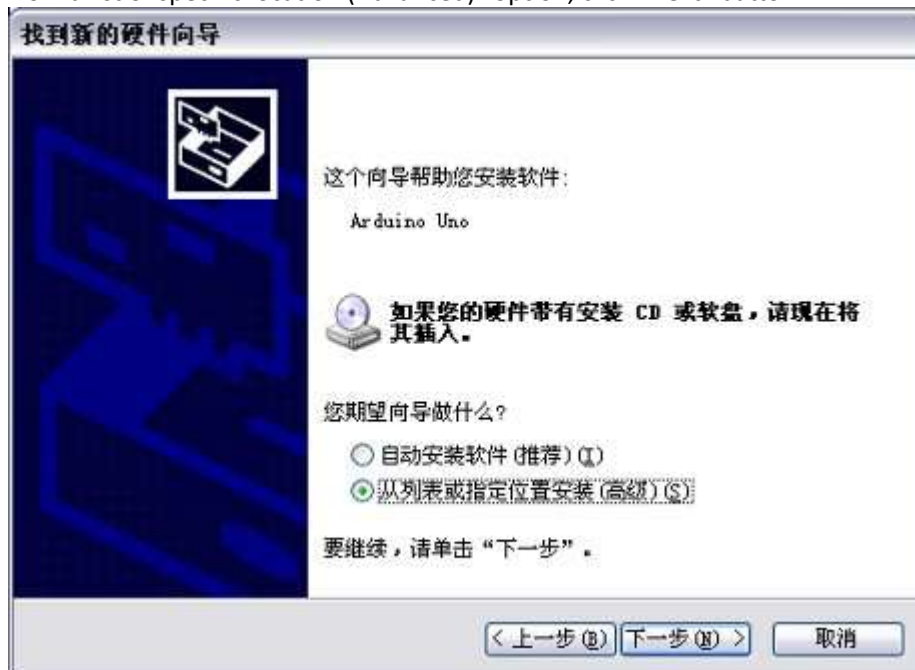 找到新的硬件向导
这个向导帮助您安装软件:
Arduino Uno
如果您的硬件带有安装 CD 或软盘,请现在将
其插入。
您期望向导做什么?
自动安装软件(推荐)(I)
从列表或指定位置安装(高级)(S)
要继续,请单击“下一步”。
< 上一步(B)
下一步(N) >
取消